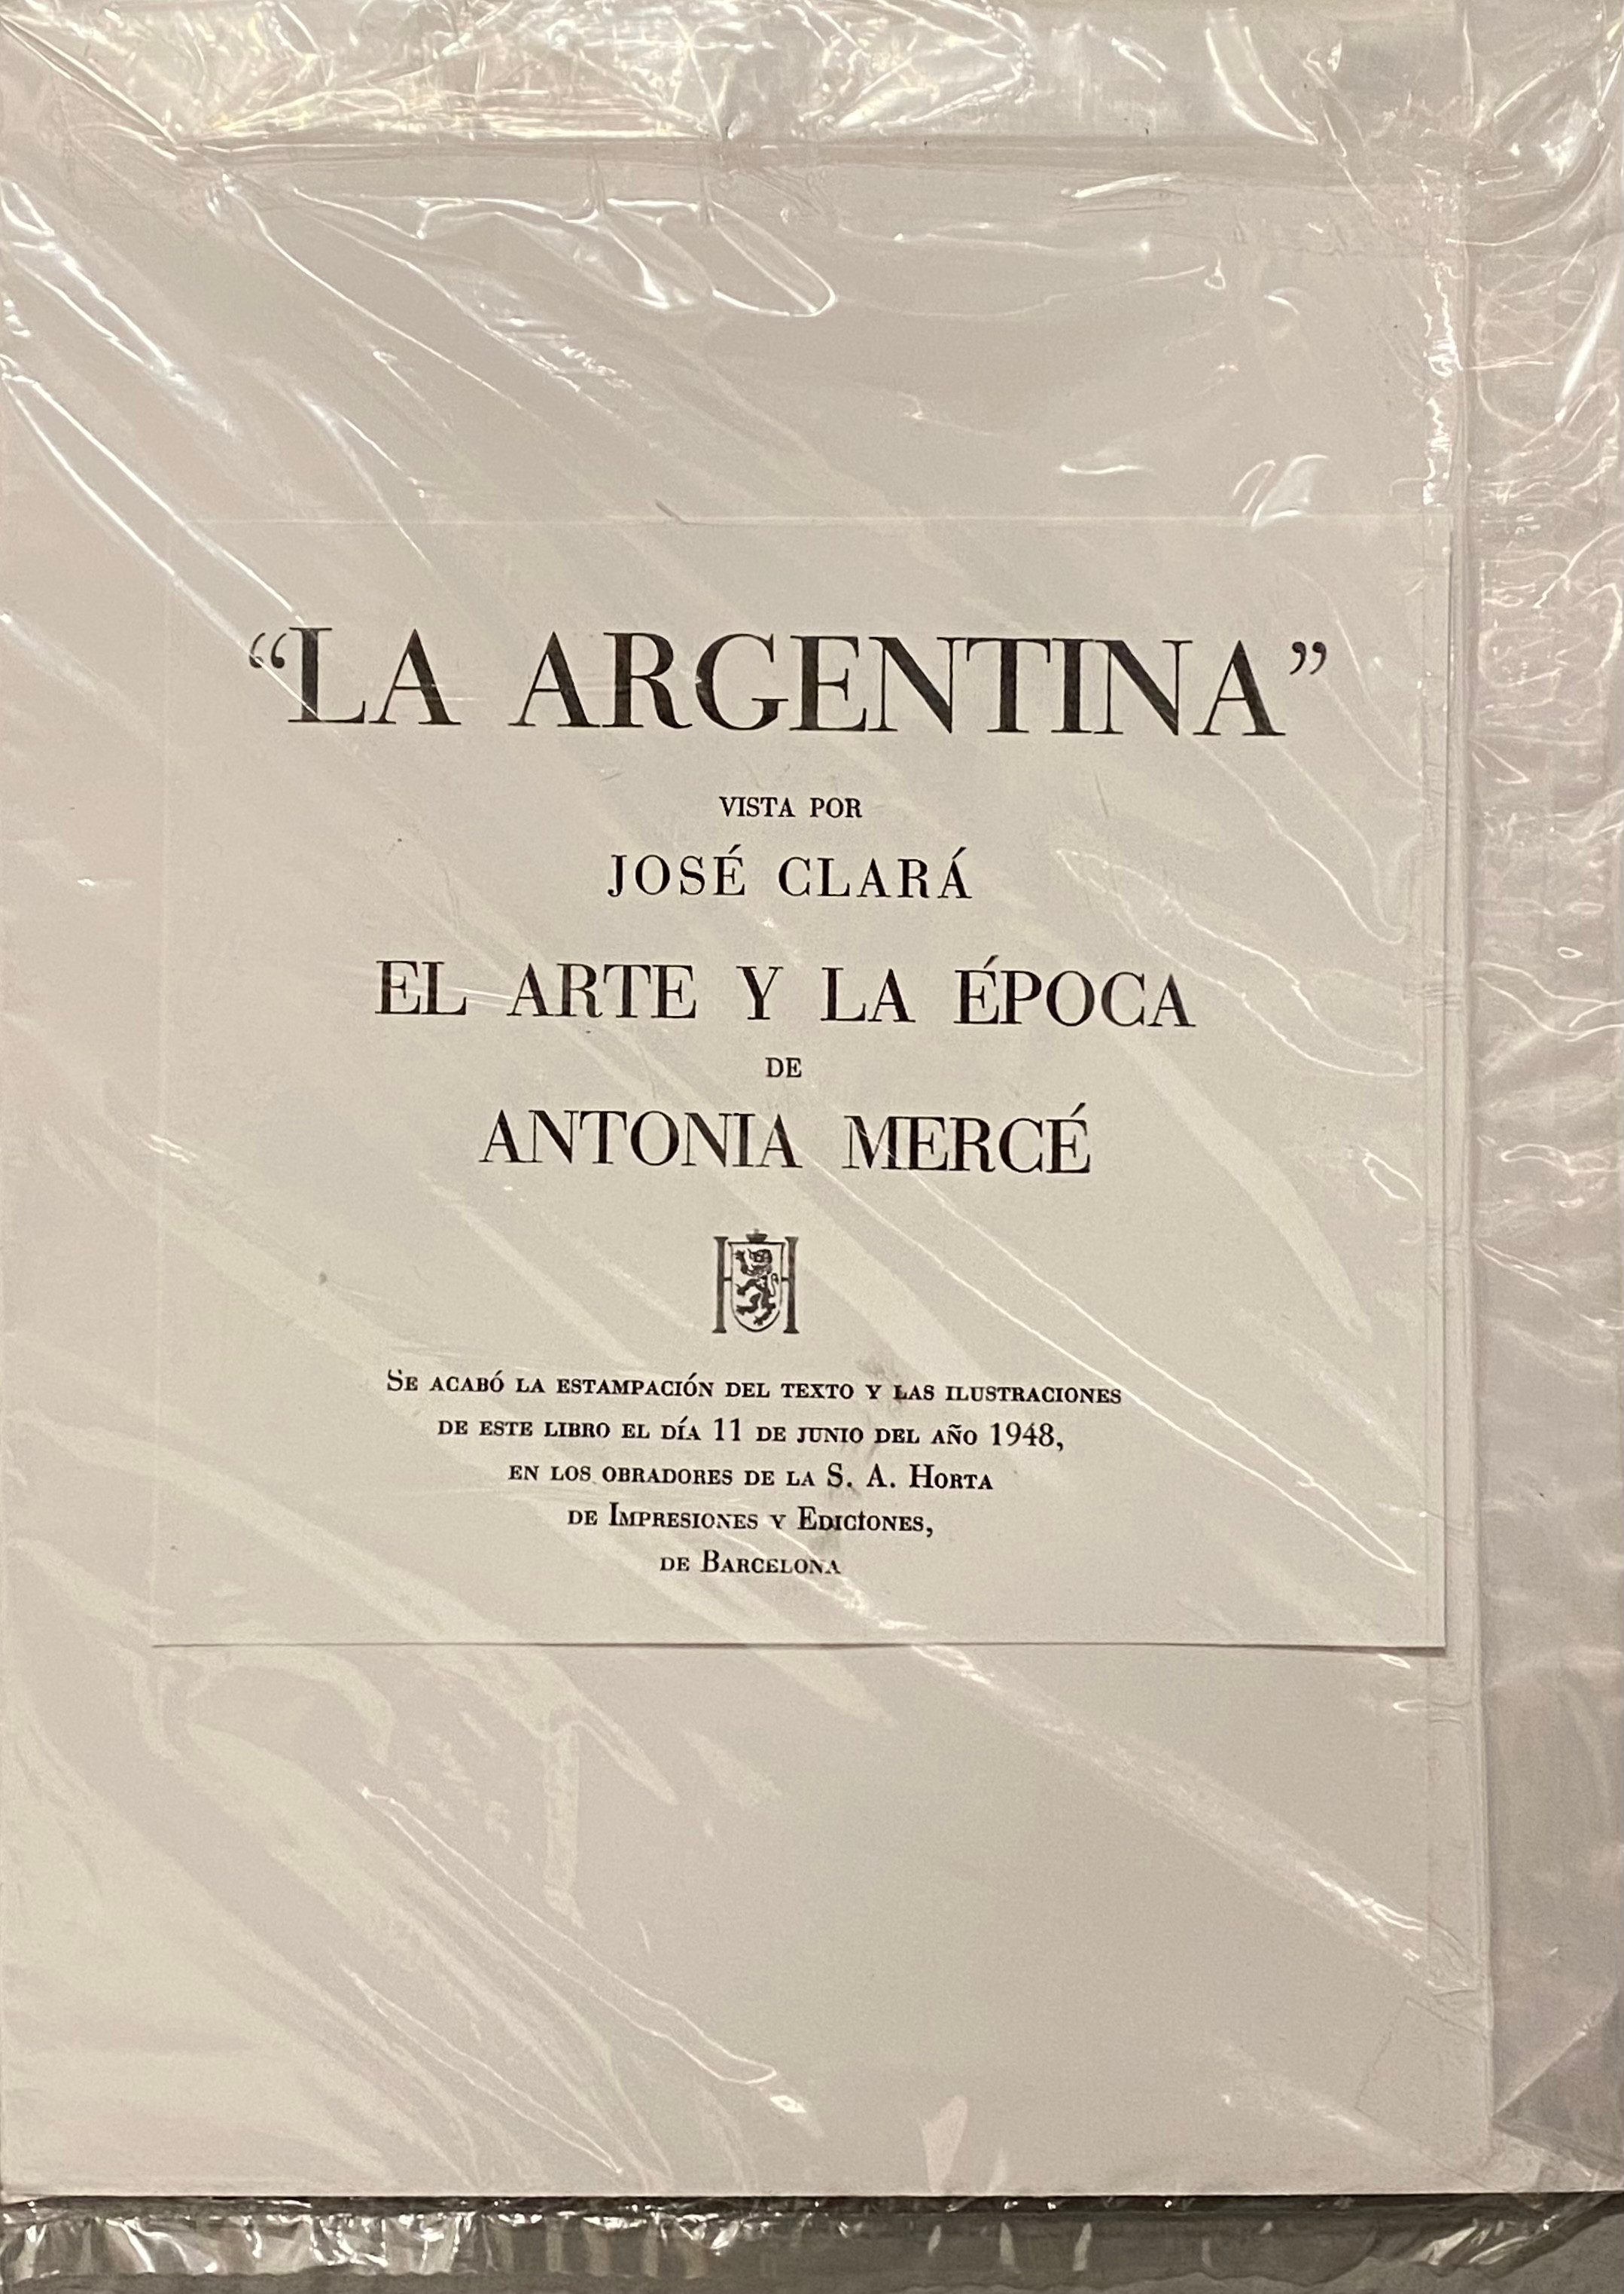 “LA ARGENTINA”
VISTA POR
JOSÉ CLARÁ
EL ARTE Y LA ÉPOCA
DE
ANTONIA MERCÉ
H
Se acabó la estampación del texto y las ilustraciones
de este libro el día 11 de junio del año 1948,
en los obradores de la S. A. Horta
de Impresiones y Ediciones,
de Barcelona